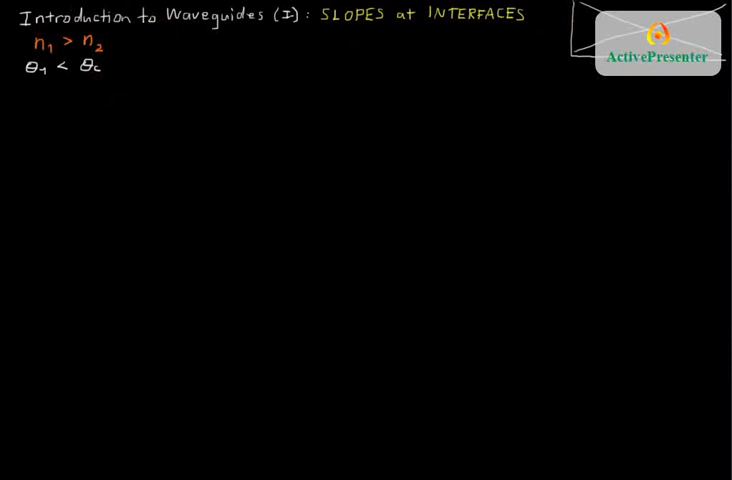 Introduction to Waveguides (I): SLOPES at INTERFACES
n₁ > n₂
θ₁ < θc
ActivePresenter